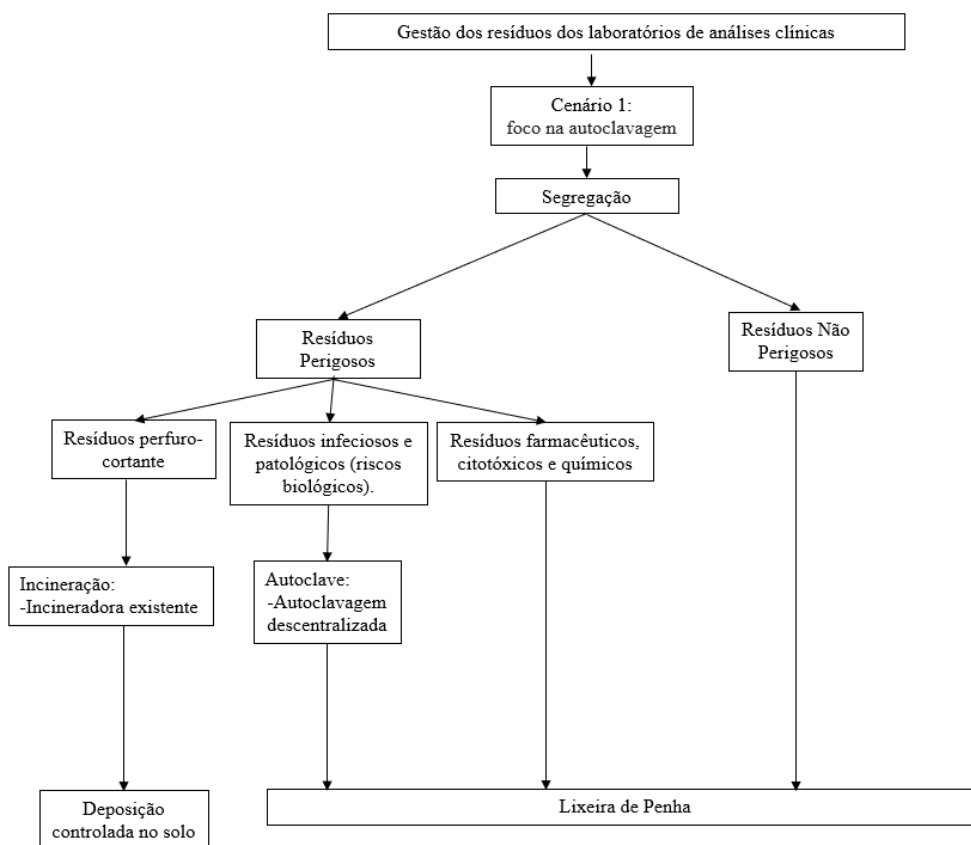 Gestão dos resíduos dos laboratórios de análises clínicas
Cenário 1:
foco na autoclavagem
Segregação
Resíduos
Perigosos
Resíduos Não
Perigosos
Resíduos perfuro-
cortante
Resíduos infeciosos e
patológicos (riscos
biológicos).
Resíduos farmacêuticos,
citotóxicos e químicos
Incineração:
-Incineradora existente
Autoclave:
-Autoclavagem
descentralizada
Deposição
controlada no solo
Lixeira de Penha